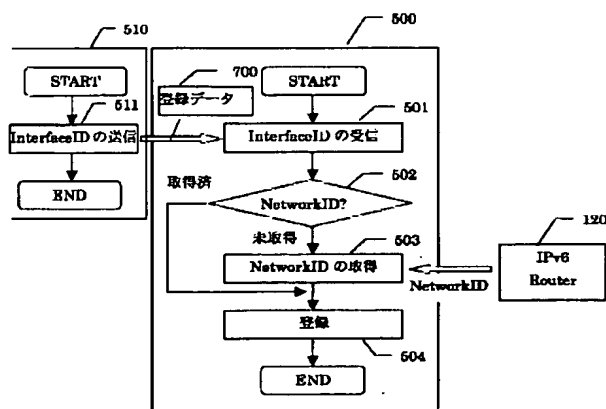 510
START
511
InterfaceIDの送信
END
500
700
登録データ
START
501
InterfaceIDの受信
502
取得済
NetworkID?
未取得
503
NetworkIDの取得
NetworkID
120
IPv6
Router
登録
504
END